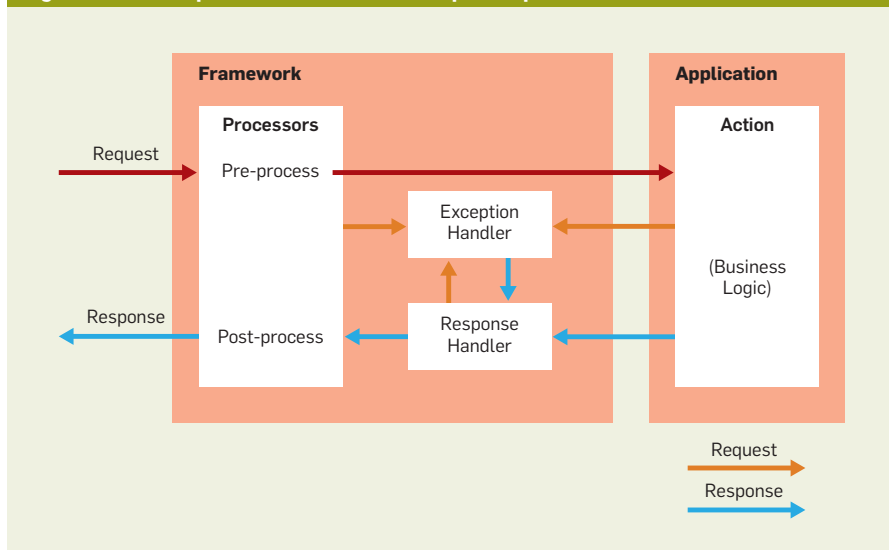 Framework
Application
Processors
Action
Request
Pre-process
Exception
Handler
(Business
Logic)
Response
Post-process
Response
Handler
Request
Response